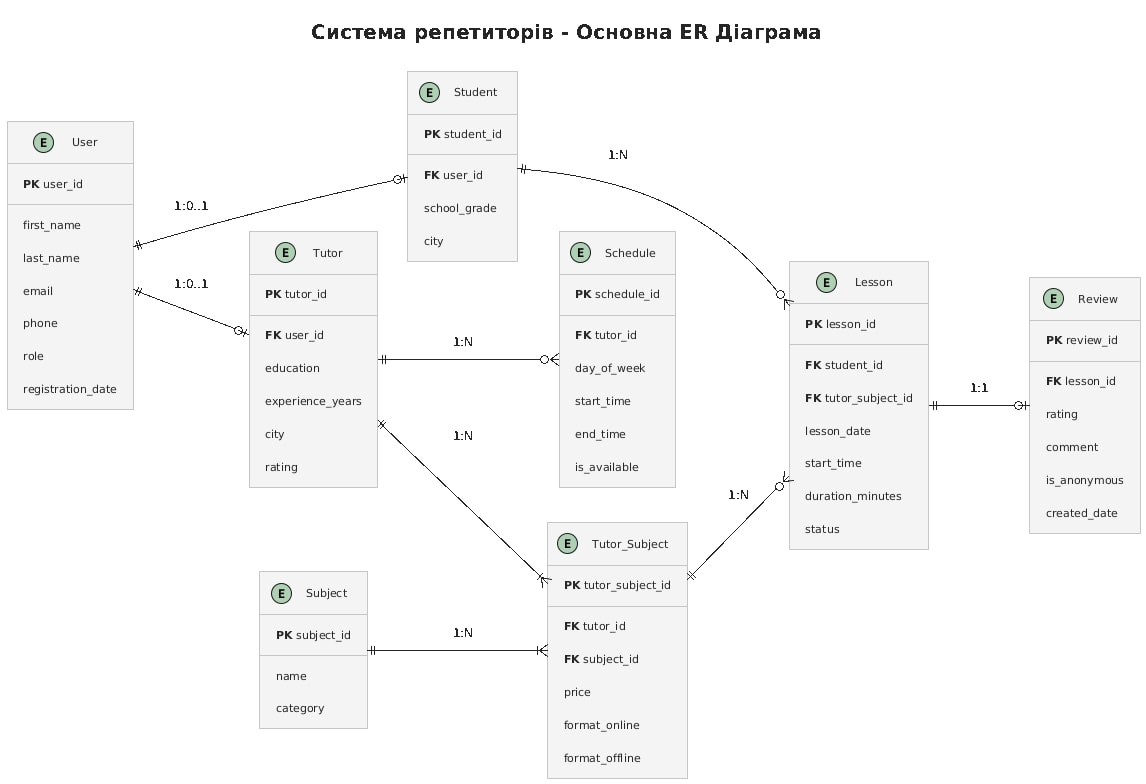 Система репетиторів - Основна ER Діаграма
E Student
PK student_id
FK user_id
school_grade
city
E User
PK user_id
first_name
last_name
email
phone
role
registration_date
1:0..1
1:0..1
1:N
E Tutor
PK tutor_id
FK user_id
education
experience_years
city
rating
1:N
1:N
E Schedule
PK schedule_id
FK tutor_id
day_of_week
start_time
end_time
is_available
E Lesson
PK lesson_id
FK student_id
FK tutor_subject_id
lesson_date
start_time
duration_minutes
status
1:1
E Review
PK review_id
FK lesson_id
rating
comment
is_anonymous
created_date
1:N
E Tutor_Subject
PK tutor_subject_id
FK tutor_id
FK subject_id
price
format_online
format_offline
E Subject
PK subject_id
name
category
1:N